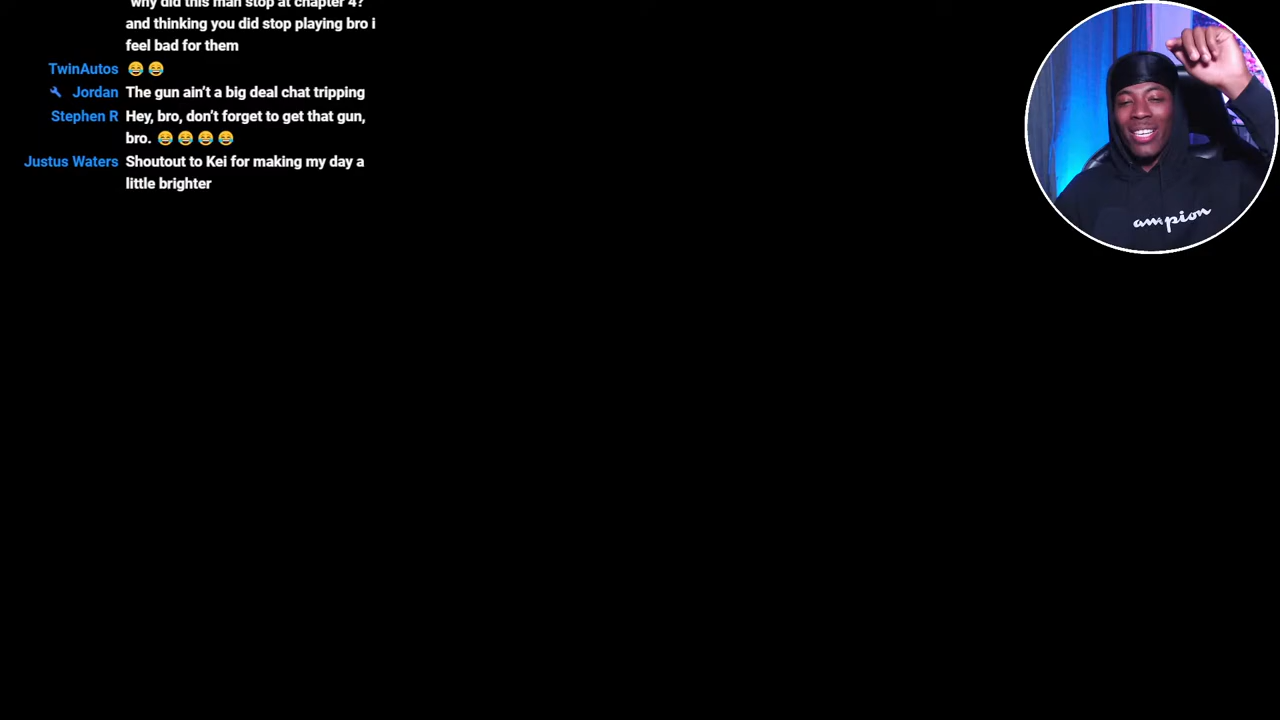 'why did this man stop at chapter 4?
and thinking you did stop playing bro i
feel bad for them
TwinAutos 😂 😂
Jordan The gun ain't a big deal chat tripping
Stephen R Hey, bro, don't forget to get that gun,
bro. 😂 😂 😂 😂
Justus Waters Shoutout to Kei for making my day a
little brighter
ampion